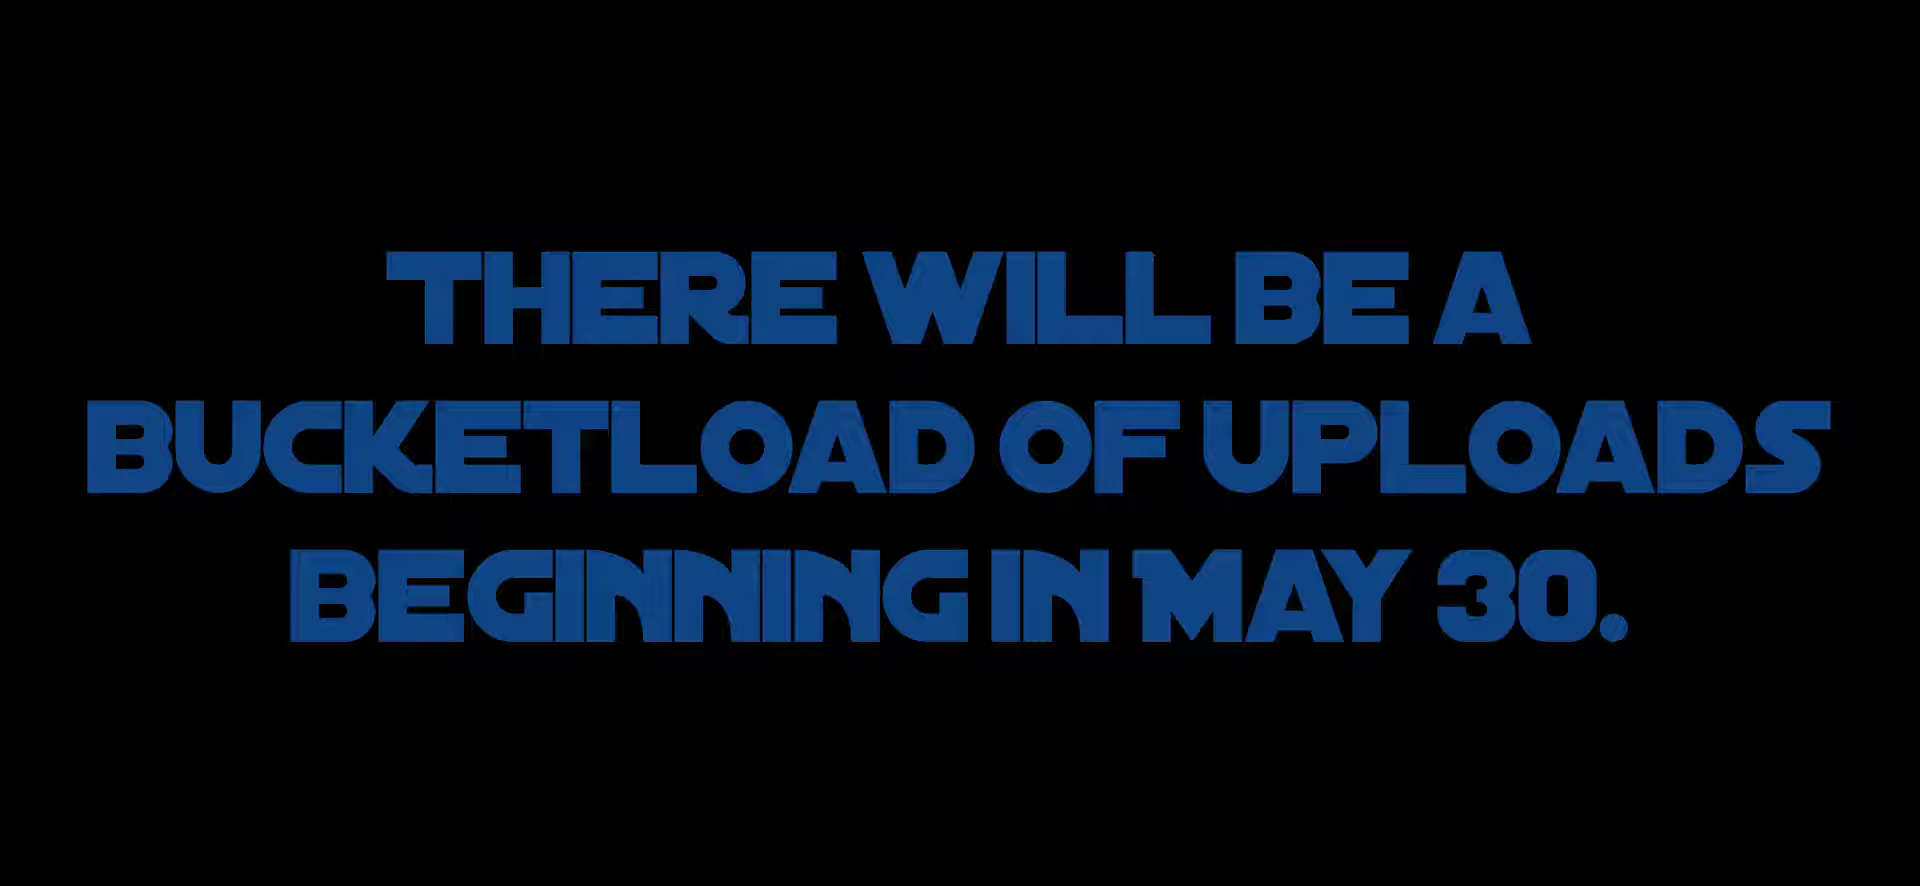 THERE WILL BE A
BUCKETLOAD OF UPLOADS
BEGINNING IN MAY 30.